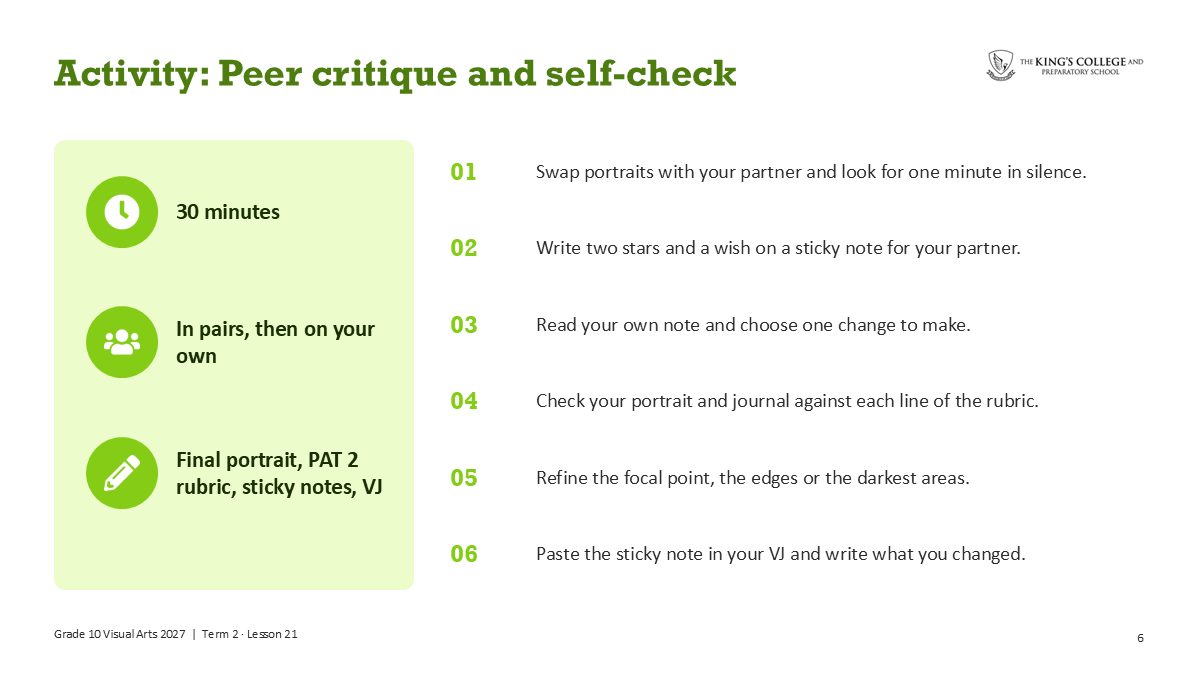 Activity: Peer critique and self-check
THE KING'S COLLEGE AND
PREPARATORY SCHOOL
30 minutes
In pairs, then on your
own
Final portrait, PAT 2
rubric, sticky notes, VJ
01 Swap portraits with your partner and look for one minute in silence.
02 Write two stars and a wish on a sticky note for your partner.
03 Read your own note and choose one change to make.
04 Check your portrait and journal against each line of the rubric.
05 Refine the focal point, the edges or the darkest areas.
06 Paste the sticky note in your VJ and write what you changed.
Grade 10 Visual Arts 2027 | Term 2 · Lesson 21
6